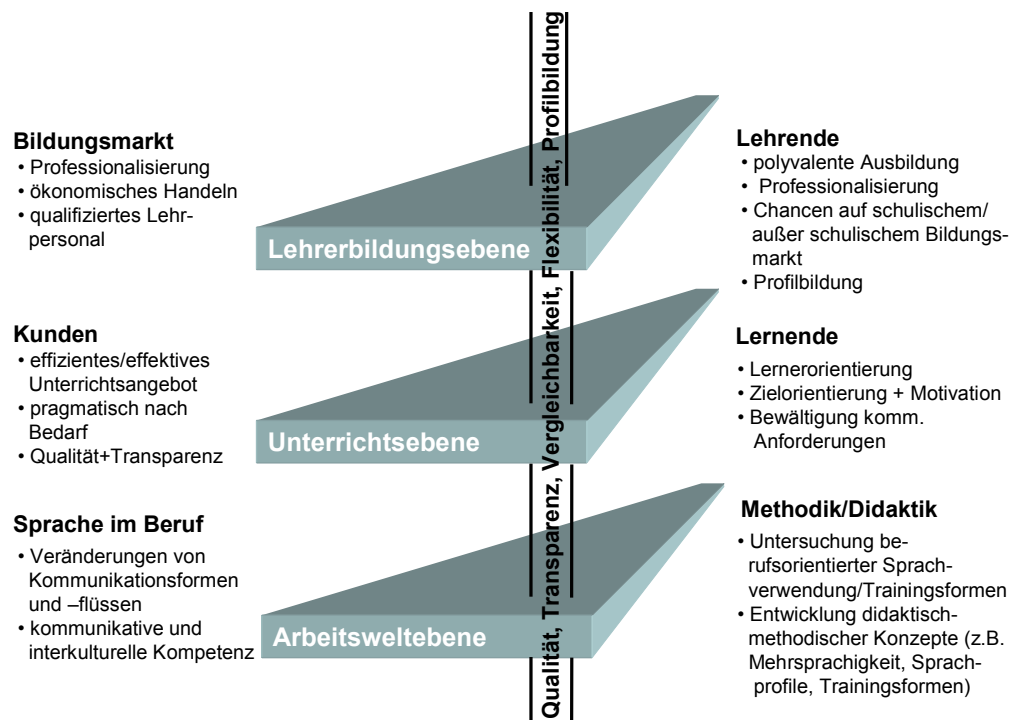 Bildungsmarkt
• Professionalisierung
• ökonomisches Handeln
• qualifiziertes Lehr-
personal
Lehrerbildungsebene
Lehrende
• polyvalente Ausbildung
• Professionalisierung
• Chancen auf schulischem/
außer schulischem Bildungs-
markt
• Profilbildung
Kunden
• effizientes/effektives
Unterrichtsangebot
• pragmatisch nach
Bedarf
• Qualität+Transparenz
Unterrichtsebene
Lernende
• Lernerorientierung
• Zielorientierung + Motivation
• Bewältigung komm.
Anforderungen
Sprache im Beruf
• Veränderungen von
Kommunikationsformen
und –flüssen
• kommunikative und
interkulturelle Kompetenz
Arbeitsweltebene
Methodik/Didaktik
• Untersuchung be-
rufsorientierter Sprach-
verwendung/Trainingsformen
• Entwicklung didaktisch-
methodischer Konzepte (z.B.
Mehrsprachigkeit, Sprach-
profile, Trainingsformen)
Qualität, Transparenz, Vergleichbarkeit, Flexibilität, Profilbildung